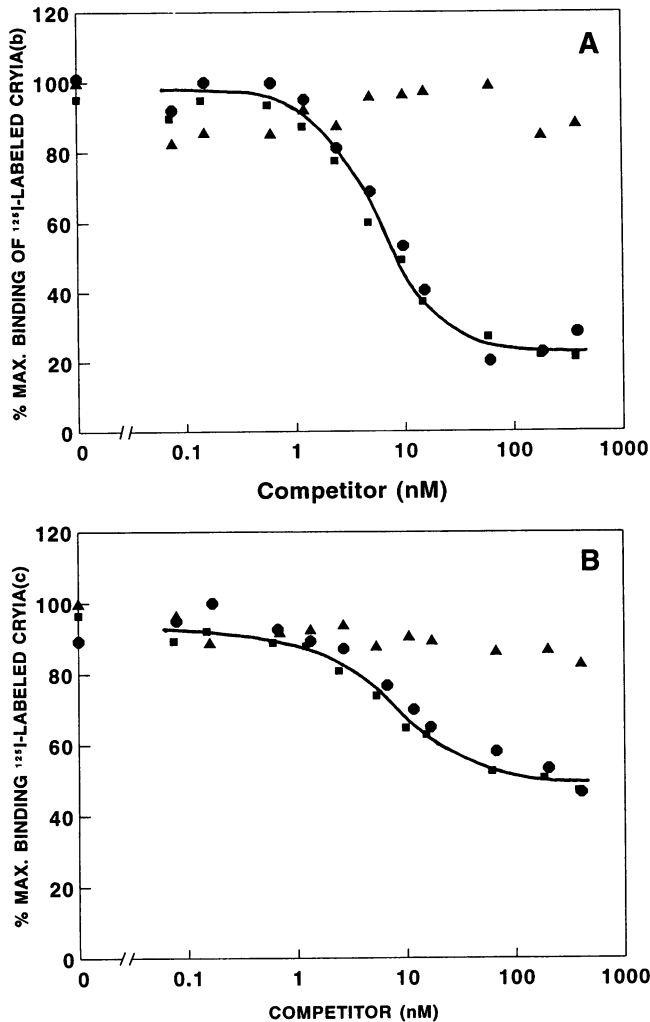 A
% MAX. BINDING OF ¹²⁵I-LABELED CRYIA(b)
120
100
80
60
40
20
0
0 0.1 1 10 100 1000
Competitor (nM)
B
% MAX. BINDING ¹²⁵I-LABELED CRYIA(c)
120
100
80
60
40
20
0
0 0.1 1 10 100 1000
COMPETITOR (nM)